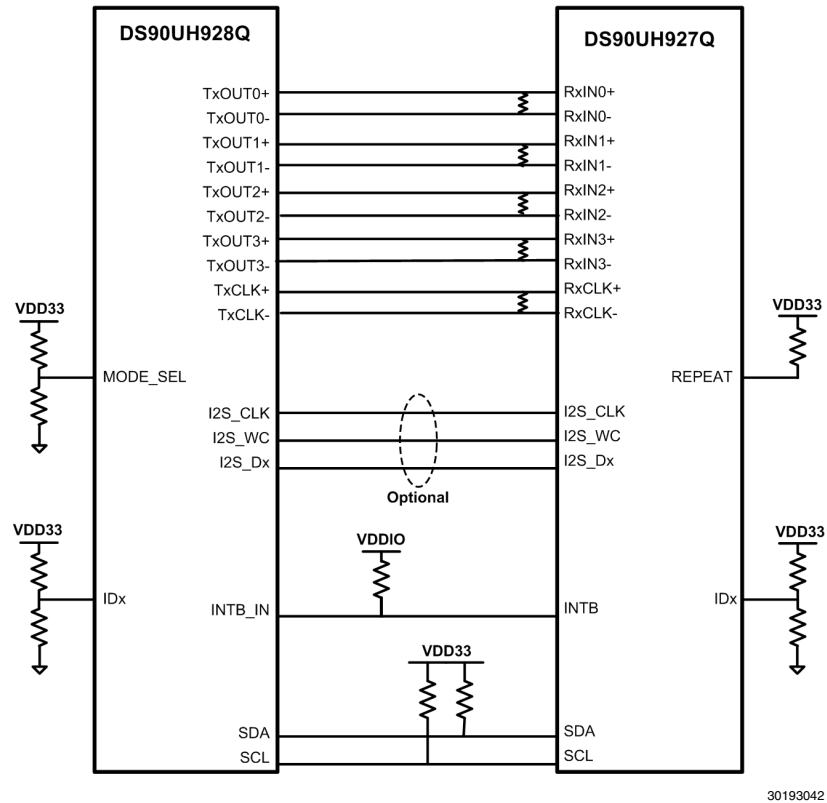 DS90UH928Q
DS90UH927Q
TxOUT0+
RxIN0+
TxOUT0-
RxIN0-
TxOUT1+
RxIN1+
TxOUT1-
RxIN1-
TxOUT2+
RxIN2+
TxOUT2-
RxIN2-
TxOUT3+
RxIN3+
TxOUT3-
RxIN3-
TxCLK+
RxCLK+
TxCLK-
RxCLK-
VDD33
VDD33
MODE_SEL
REPEAT
I2S_CLK
I2S_CLK
I2S_WC
I2S_WC
I2S_Dx
I2S_Dx
Optional
VDD33
VDDIO
VDD33
IDx
IDx
INTB_IN
INTB
VDD33
SDA
SDA
SCL
SCL
30193042